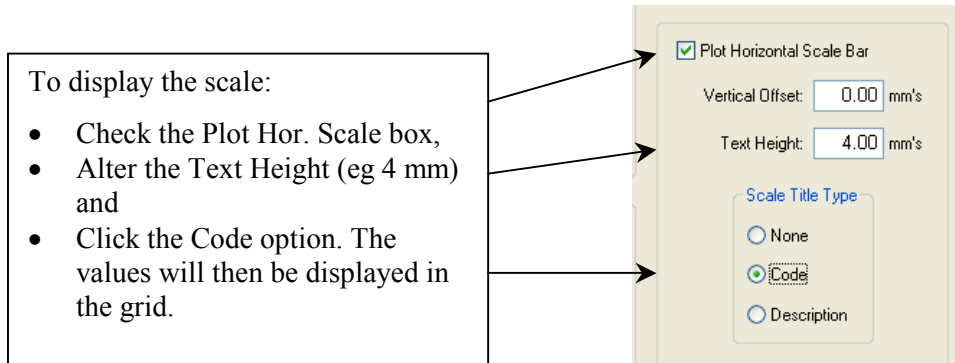 To display the scale:
• Check the Plot Hor. Scale box,
• Alter the Text Height (eg 4 mm)
and
• Click the Code option. The
values will then be displayed in
the grid.
Plot Horizontal Scale Bar
Vertical Offset: 0.00 mm's
Text Height: 4.00 mm's
Scale Title Type
None
Code
Description